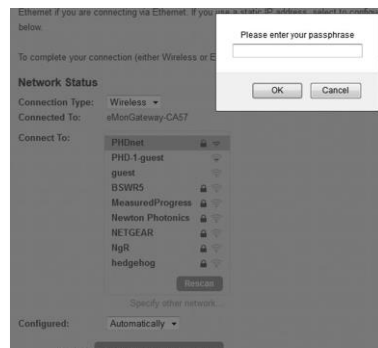 Ethernet if you are connecting via Ethernet. If you use a static IP address, select to configu
below.
Please enter your passphrase
OK
Cancel
To complete your connection (either Wireless or E
Network Status
Connection Type: Wireless
Connected To: eMonGateway-CA57
Connect To:
PHDnet
PHD-1-guest
guest
BSWR5
MeasuredProgress
Newton Photonics
NETGEAR
NgR
hedgehog
Rescan
Specify other network...
Configured: Automatically